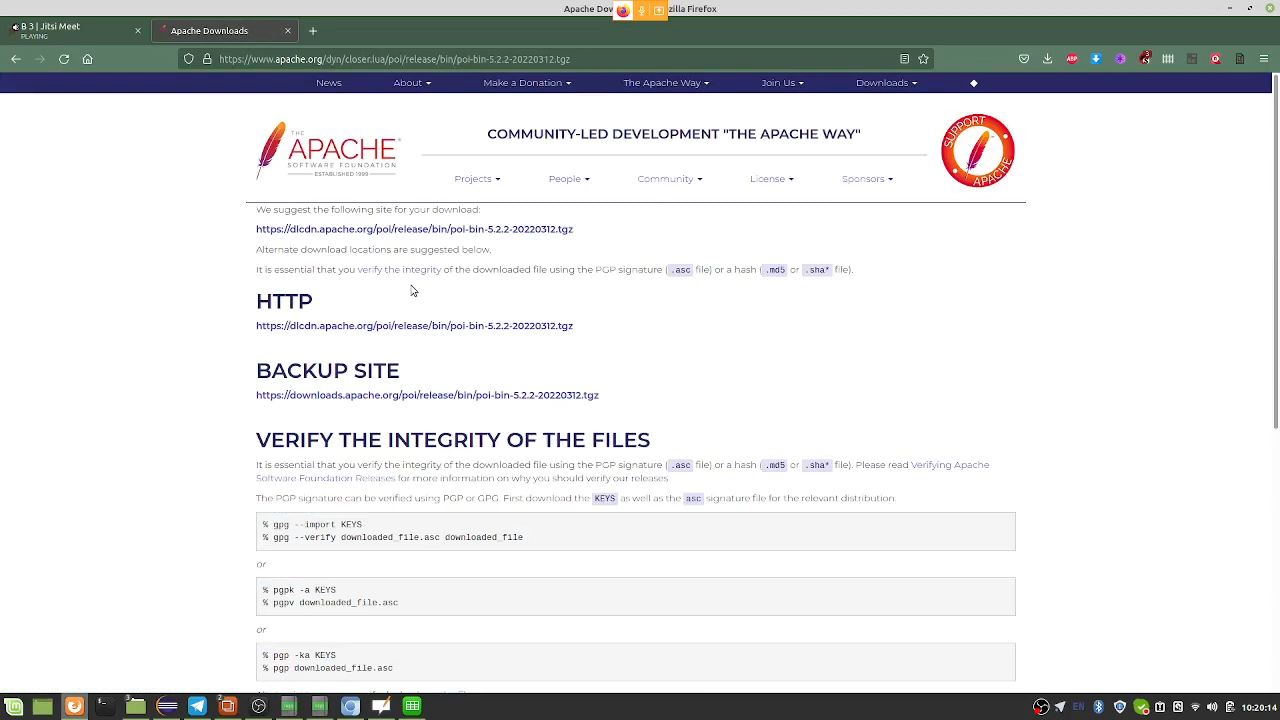 Apache Dow
zilla Firefox
B 3 | Jitsi Meet
PLAYING
Apache Downloads
https://www.apache.org/dyn/closer.lua/poi/release/bin/poi-bin-5.2.2-20220312.tgz
News About Make a Donation The Apache Way Join Us Downloads
THE
APACHE
SOFTWARE FOUNDATION
ESTABLISHED 1999
COMMUNITY-LED DEVELOPMENT "THE APACHE WAY"
SUPPORT
APACHE
Projects People Community License Sponsors
We suggest the following site for your download:
https://dlcdn.apache.org/poi/release/bin/poi-bin-5.2.2-20220312.tgz
Alternate download locations are suggested below.
It is essential that you verify the integrity of the downloaded file using the PGP signature (.asc file) or a hash (.md5 or .sha* file).
HTTP
https://dlcdn.apache.org/poi/release/bin/poi-bin-5.2.2-20220312.tgz
BACKUP SITE
https://downloads.apache.org/poi/release/bin/poi-bin-5.2.2-20220312.tgz
VERIFY THE INTEGRITY OF THE FILES
It is essential that you verify the integrity of the downloaded file using the PGP signature (.asc file) or a hash (.md5 or .sha* file). Please read Verifying Apache
Software Foundation Releases for more information on why you should verify our releases
The PGP signature can be verified using PGP or GPG. First download the KEYS as well as the asc signature file for the relevant distribution.
% gpg --import KEYS
% gpg --verify downloaded_file.asc downloaded_file
or
% pgpk -a KEYS
% pgpv downloaded_file.asc
or
% pgp -ka KEYS
% pgp downloaded_file.asc
EN
10:20:14